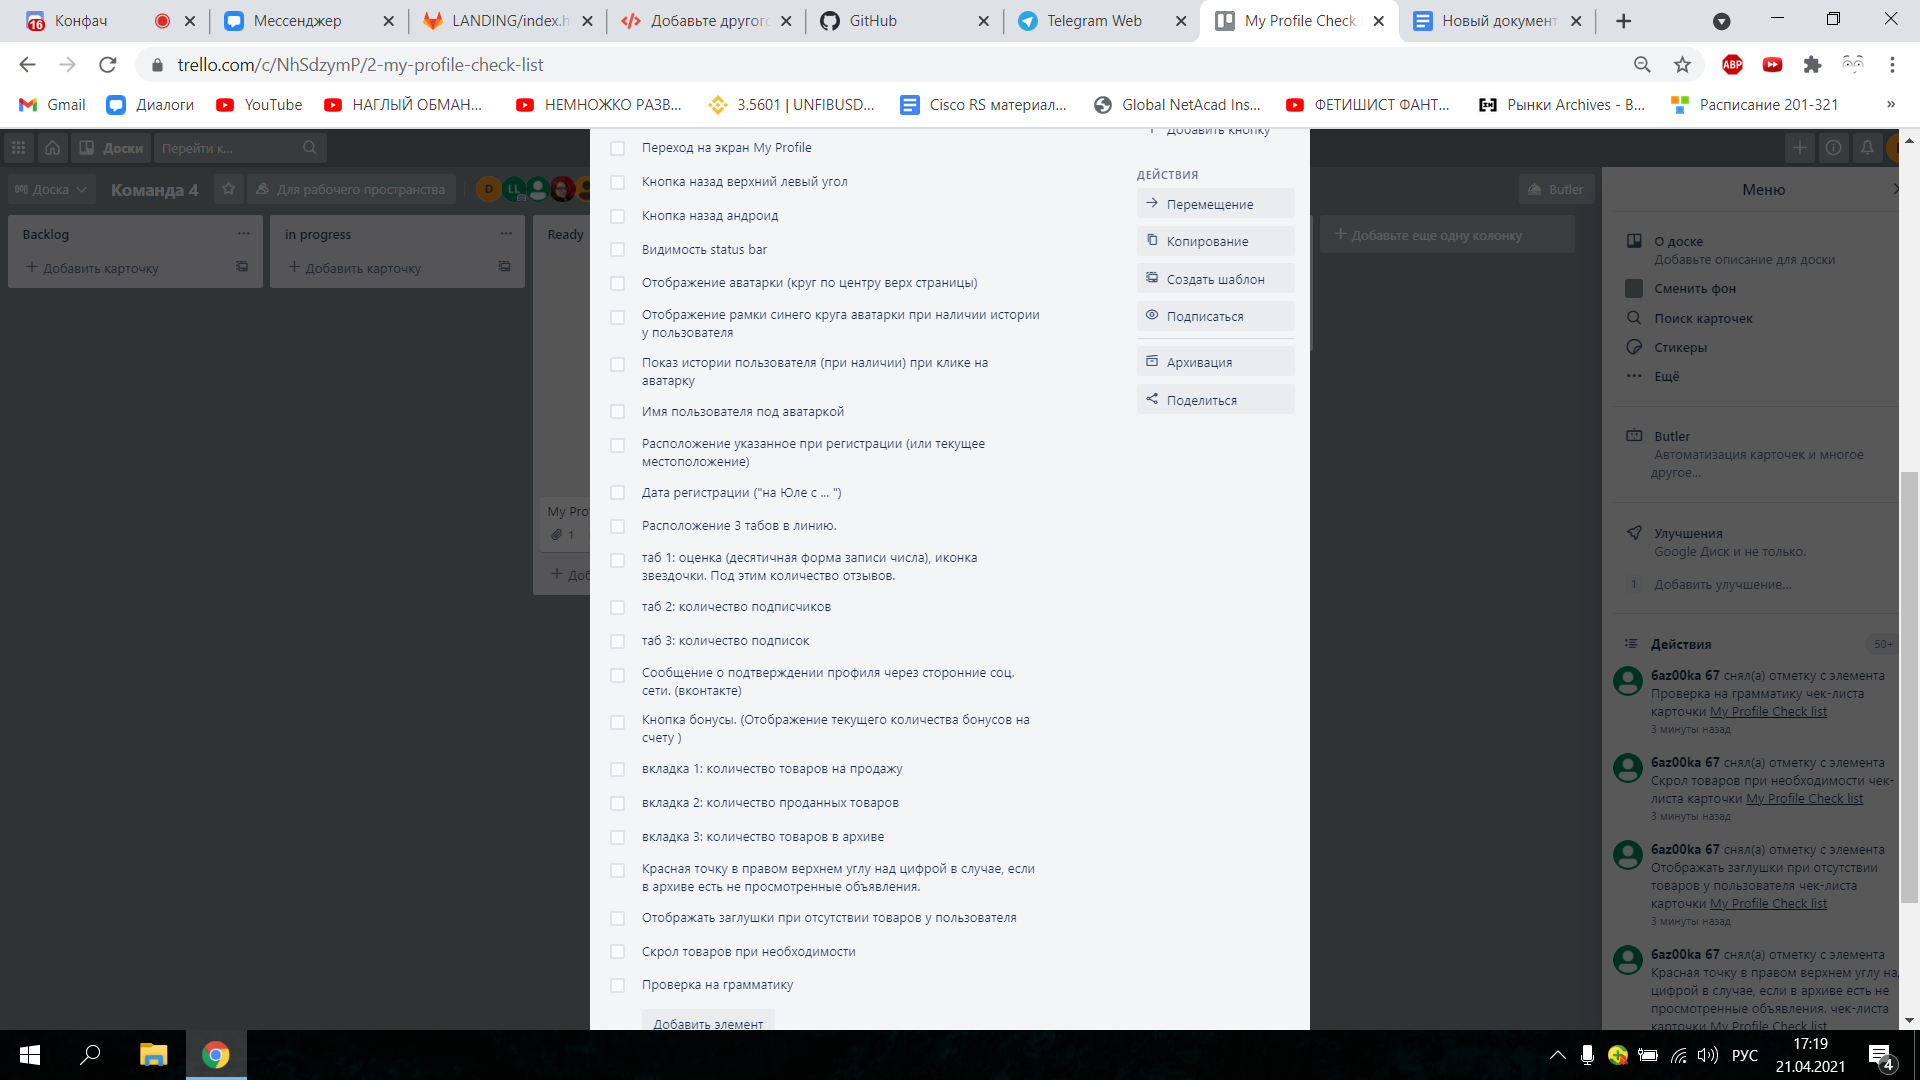 Конфач
Мессенджер
LANDING/index.h
Добавьте другого
GitHub
Telegram Web
My Profile Check
Новый документ
trello.com/c/NhSdzymP/2-my-profile-check-list
Gmail
Диалоги
YouTube
НАГЛЫЙ ОБМАН...
НЕМНОЖКО РАЗВ...
3.5601 | UNFIBUSD...
Cisco RS материал...
Global NetAcad Ins...
ФЕТИШИСТ ФАНТ...
Рынки Archives - B...
Расписание 201-321
»
Доски
Перейти к...
Доска
Команда 4
Для рабочего пространства
Butler
Backlog
Добавить карточку
in progress
Добавить карточку
Ready
My Pro
1
Доб
Переход на экран My Profile
Кнопка назад верхний левый угол
Кнопка назад андроид
Видимость status bar
Отображение аватарки (круг по центру верх страницы)
Отображение рамки синего круга аватарки при наличии истории
у пользователя
Показ истории пользователя (при наличии) при клике на
аватарку
Имя пользователя под аватаркой
Расположение указанное при регистрации (или текущее
местоположение)
Дата регистрации ("на Юле с ... ")
Расположение 3 табов в линию.
таб 1: оценка (десятичная форма записи числа), иконка
звездочки. Под этим количество отзывов.
таб 2: количество подписчиков
таб 3: количество подписок
Сообщение о подтверждении профиля через сторонние соц.
сети. (вконтакте)
Кнопка бонусы. (Отображение текущего количества бонусов на
счету )
вкладка 1: количество товаров на продажу
вкладка 2: количество проданных товаров
вкладка 3: количество товаров в архиве
Красная точку в правом верхнем углу над цифрой в случае, если
в архиве есть не просмотренные объявления.
Отображать заглушки при отсутствии товаров у пользователя
Скрол товаров при необходимости
Проверка на грамматику
Добавить элемент
Добавить кнопку
ДЕЙСТВИЯ
Перемещение
Копирование
Создать шаблон
Подписаться
Архивация
Поделиться
Добавьте еще одну колонку
Меню
О доске
Добавьте описание для доски
Сменить фон
Поиск карточек
Стикеры
Ещё
Butler
Автоматизация карточек и многое
другое...
Улучшения
Google Диск и не только.
1 Добавить улучшение...
Действия
50+
6az00ka 67 снял(а) отметку с элемента
Проверка на грамматику чек-листа
карточки My Profile Check list
3 минуты назад
6az00ka 67 снял(а) отметку с элемента
Скрол товаров при необходимости чек-
листа карточки My Profile Check list
3 минуты назад
6az00ka 67 снял(а) отметку с элемента
Отображать заглушки при отсутствии
товаров у пользователя чек-листа
карточки My Profile Check list
3 минуты назад
6az00ka 67 снял(а) отметку с элемента
Красная точку в правом верхнем углу на
цифрой в случае, если в архиве есть не
просмотренные объявления. чек-листа
карточки My Profile Check list
РУС
17:19
21.04.2021
4